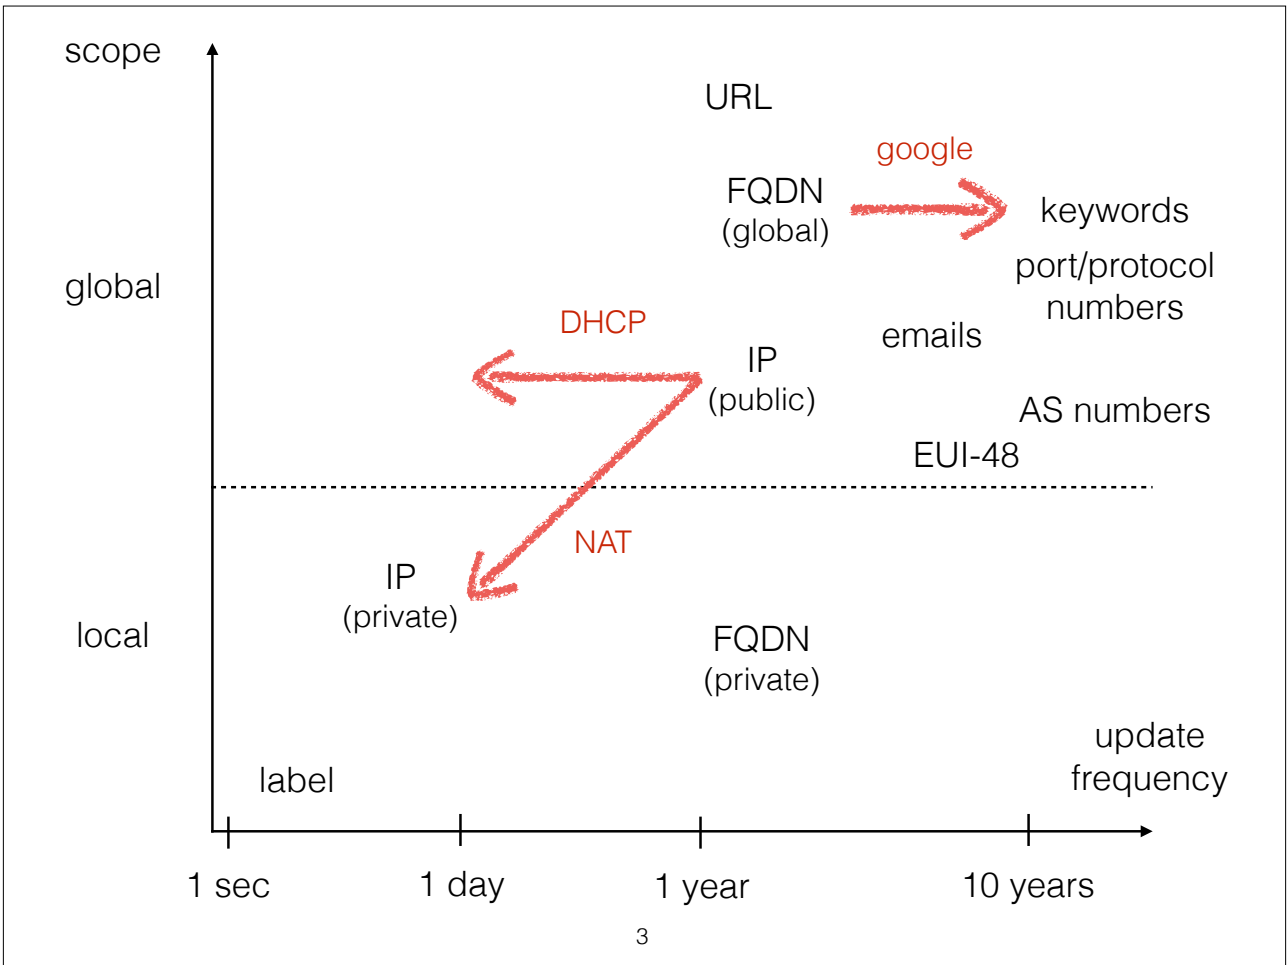 scope
URL
google
FQDN
(global)
keywords
port/protocol
numbers
global
DHCP
emails
IP
(public)
AS numbers
EUI-48
NAT
IP
(private)
local
FQDN
(private)
update
frequency
label
1 sec
1 day
1 year
10 years
3